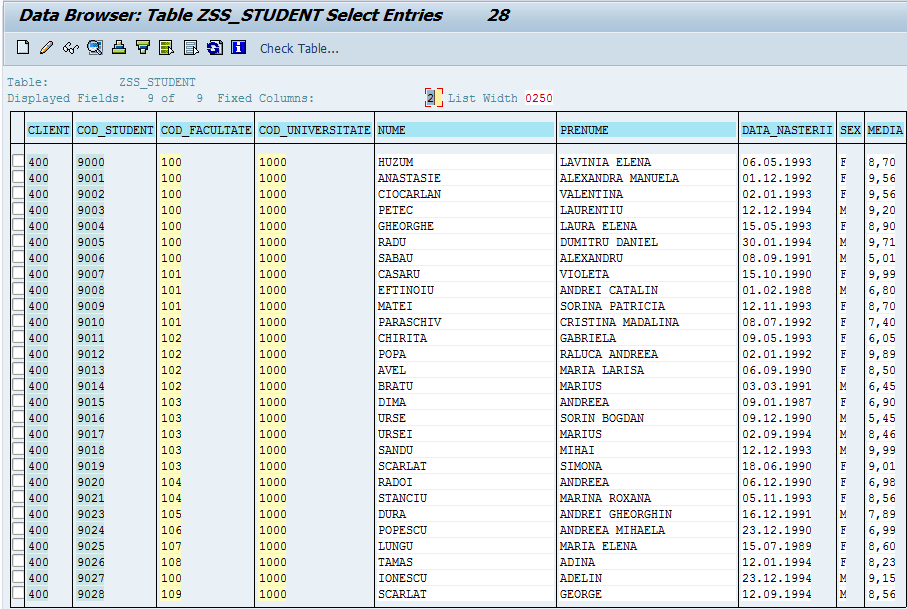 Data Browser: Table ZSS_STUDENT Select Entries 28
Check Table...
Table: ZSS_STUDENT
Displayed Fields: 9 of 9 Fixed Columns: 2 List Width 0250
CLIENT COD_STUDENT COD_FACULTATE COD_UNIVERSITATE NUME PRENUME DATA_NASTERII SEX MEDIA
400 9000 100 1000 HUZUM LAVINIA ELENA 06.05.1993 F 8,70
400 9001 100 1000 ANASTASIE ALEXANDRA MANUELA 01.12.1992 F 9,56
400 9002 100 1000 CIOCARLAN VALENTINA 02.01.1993 F 9,56
400 9003 100 1000 PETEC LAURENTIU 12.12.1994 M 9,20
400 9004 100 1000 GHEORGHE LAURA ELENA 15.05.1993 F 8,90
400 9005 100 1000 RADU DUMITRU DANIEL 30.01.1994 M 9,71
400 9006 100 1000 SABAU ALEXANDRU 08.09.1991 M 5,01
400 9007 101 1000 CASARU VIOLETA 15.10.1990 F 9,99
400 9008 101 1000 EFTINOIU ANDREI CATALIN 01.02.1988 M 6,80
400 9009 101 1000 MATEI SORINA PATRICIA 12.11.1993 F 8,70
400 9010 101 1000 PARASCHIV CRISTINA MADALINA 08.07.1992 F 7,40
400 9011 102 1000 CHIRITA GABRIELA 09.05.1993 F 6,05
400 9012 102 1000 POPA RALUCA ANDREEA 02.01.1992 F 9,89
400 9013 102 1000 AVEL MARIA LARISA 06.09.1990 F 8,50
400 9014 102 1000 BRATU MARIUS 03.03.1991 M 6,45
400 9015 103 1000 DIMA ANDREEA 09.01.1987 F 6,90
400 9016 103 1000 URSE SORIN BOGDAN 09.12.1990 M 5,45
400 9017 103 1000 URSEI MARIUS 02.09.1994 M 8,46
400 9018 103 1000 SANDU MIHAI 12.12.1993 M 9,99
400 9019 103 1000 SCARLAT SIMONA 18.06.1990 F 9,01
400 9020 104 1000 RADOI ANDREEA 06.12.1990 F 6,98
400 9021 104 1000 STANCIU MARINA ROXANA 05.11.1993 F 8,56
400 9023 105 1000 DURA ANDREI GHEORGHIN 16.12.1991 M 7,89
400 9024 106 1000 POPESCU ANDREEA MIHAELA 23.12.1990 F 6,99
400 9025 107 1000 LUNGU MARIA ELENA 15.07.1989 F 8,60
400 9026 108 1000 TAMAS ADINA 12.01.1994 F 8,23
400 9027 100 1000 IONESCU ADELIN 23.12.1994 M 9,15
400 9028 109 1000 SCARLAT GEORGE 12.09.1994 M 8,56